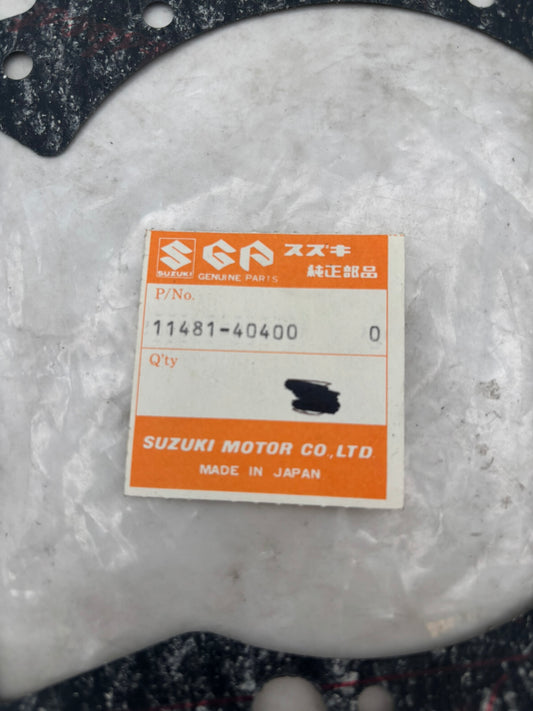 SUZUKI
SGP スズキ
GENUINE PARTS 純正部品
P/No.
11481-40400 0
Q'ty
SUZUKI MOTOR CO.,LTD
MADE IN JAPAN